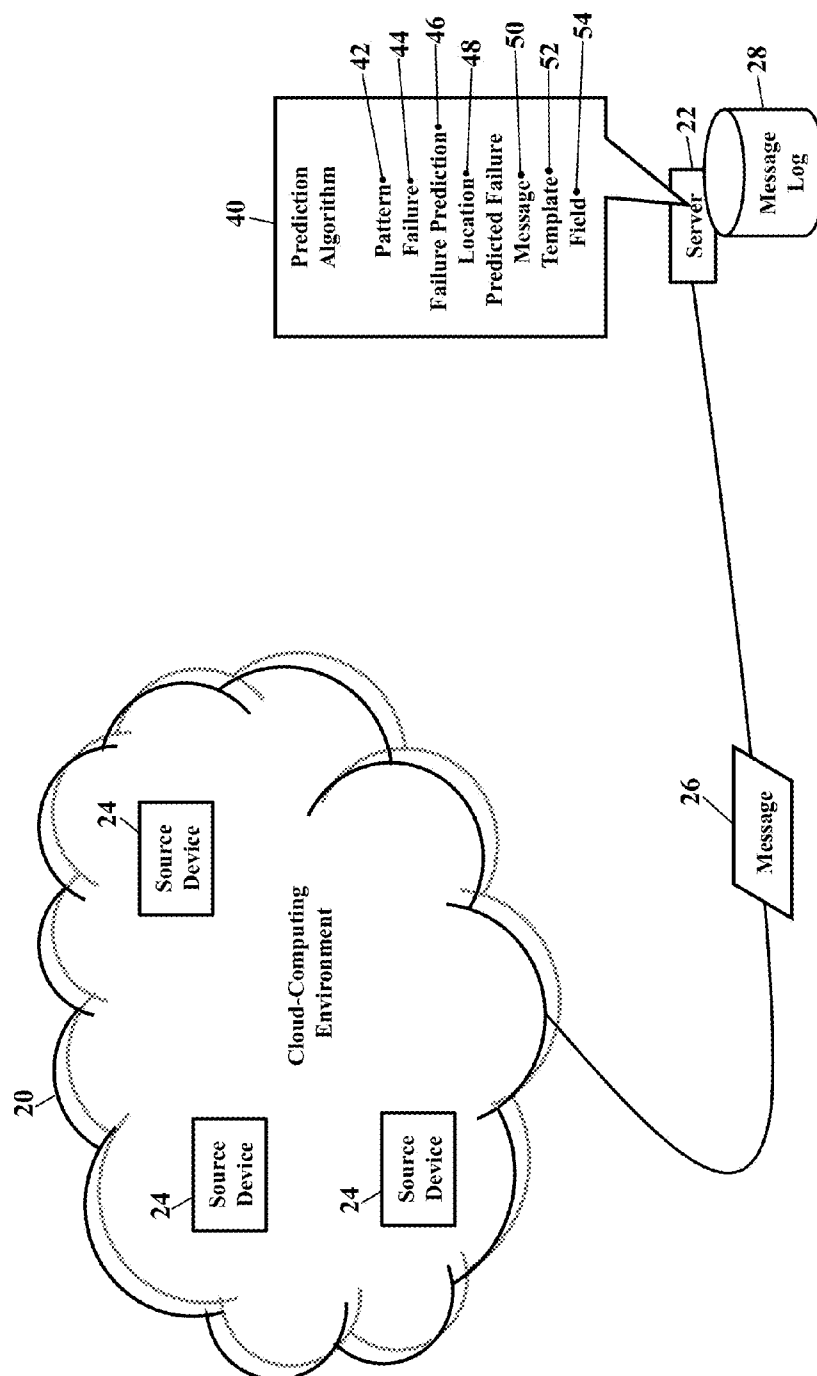 20
24
Source
Device
24
Source
Device
24
Source
Device
Cloud-Computing
Environment
26
Message
40
Prediction
Algorithm
Pattern• 42
Failure• 44
Failure Prediction• 46
Location• 48
Predicted Failure
Message• 50
Template• 52
Field• 54
Server 22
Message
Log
28